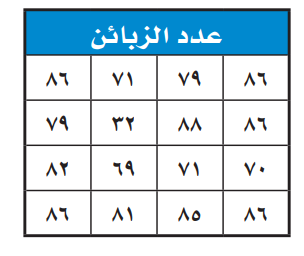 عدد الزبائن
٨٦ ٧٩ ٧١ ٨٦
٨٦ ٨٨ ٣٢ ٧٩
٧٠ ٧١ ٦٩ ٨٢
٨٦ ٨٥ ٨١ ٨٦